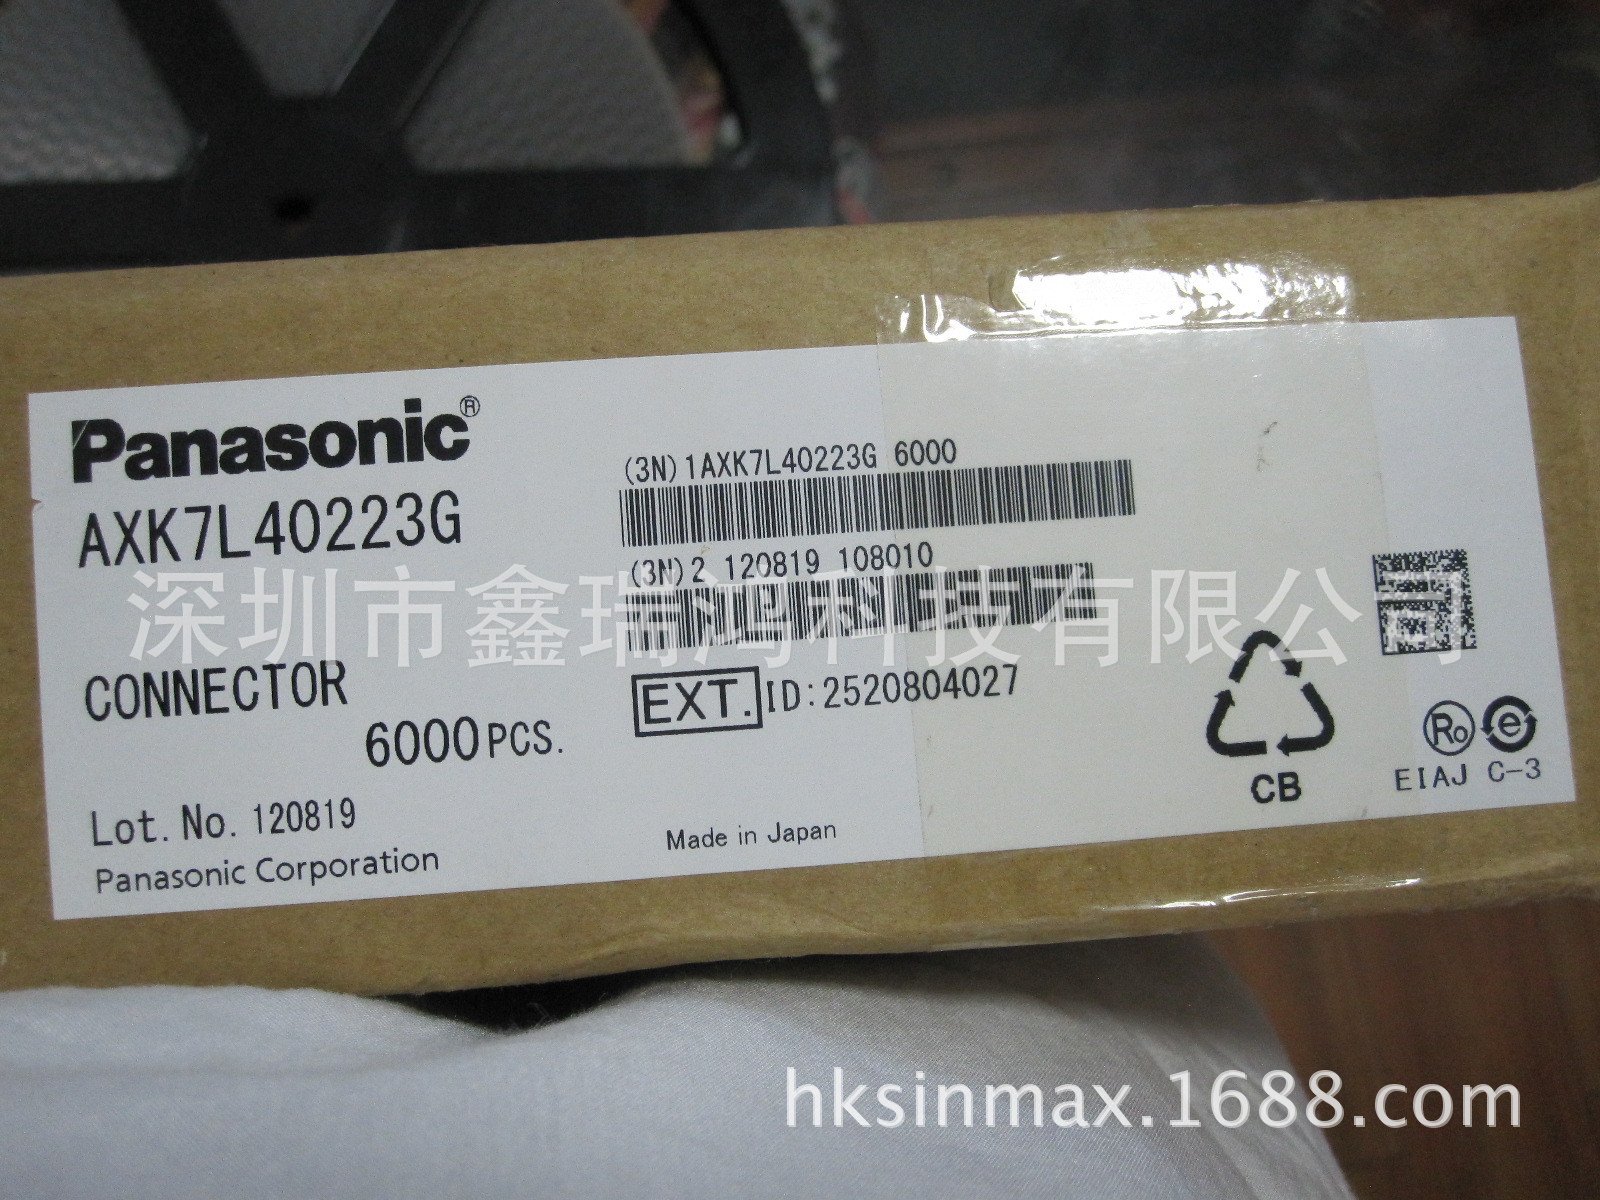 Panasonic®
AXK7L40223G
CONNECTOR
6000PCS.
Lot. No. 120819
Panasonic Corporation
(3N)1AXK7L40223G 6000
(3N)2 120819 108010
EXT. ID:2520804027
Made in Japan
CB
Ro e
EIAJ C-3
深圳市鑫瑞鸿科技有限公司
hksinmax.1688.com